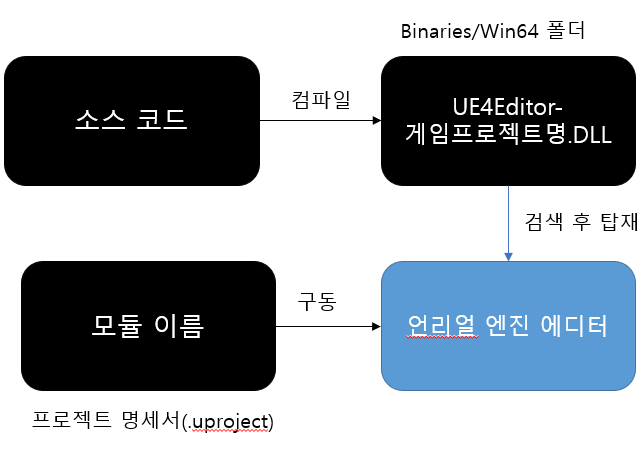 Binaries/Win64 폴더
소스 코드
컴파일
UE4Editor-
게임프로젝트명.DLL
검색 후 탑재
모듈 이름
구동
언리얼 엔진 에디터
프로젝트 명세서(.uproject)